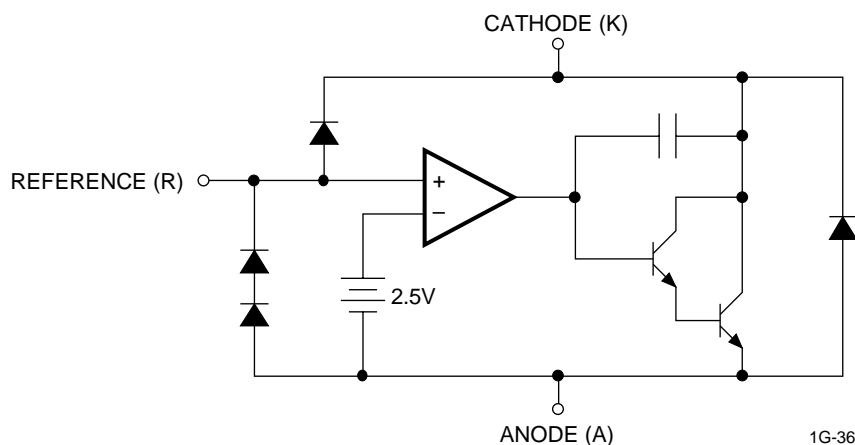 CATHODE (K)
REFERENCE (R)
+
−
2.5V
ANODE (A)
1G-36